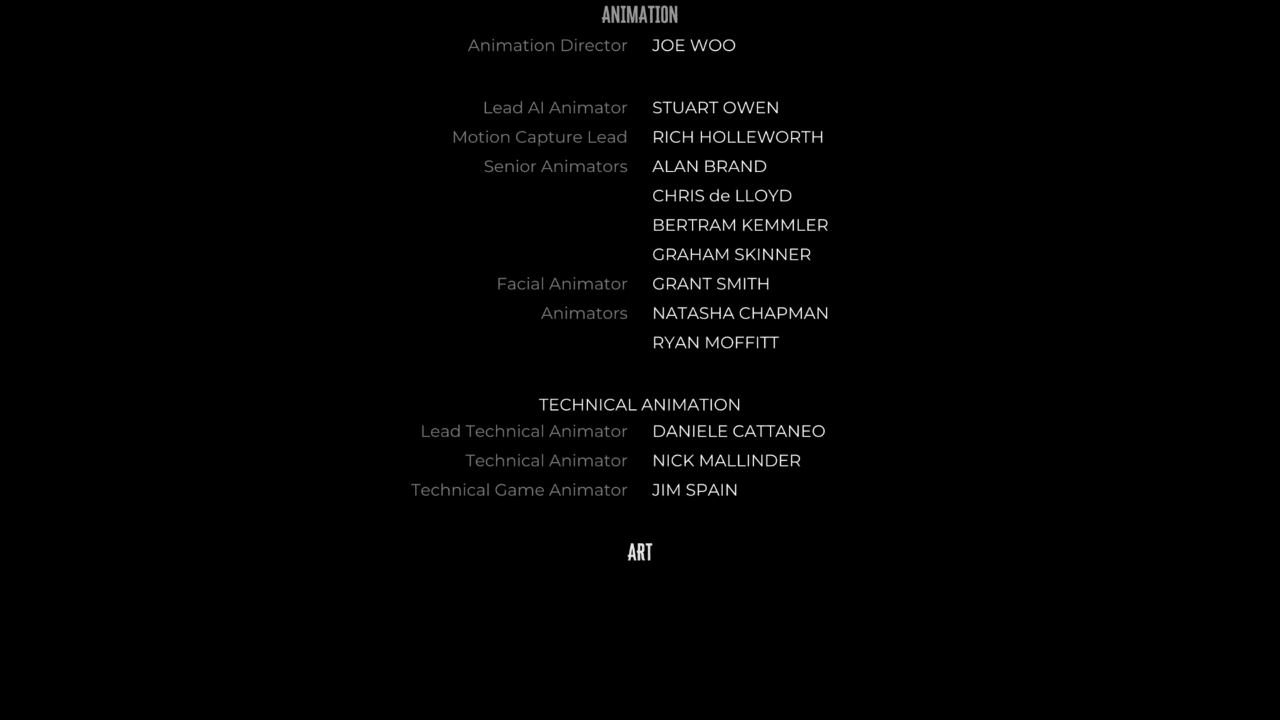 ANIMATION
Animation Director JOE WOO
Lead AI Animator STUART OWEN
Motion Capture Lead RICH HOLLEWORTH
Senior Animators ALAN BRAND
CHRIS de LLOYD
BERTRAM KEMMLER
GRAHAM SKINNER
Facial Animator GRANT SMITH
Animators NATASHA CHAPMAN
RYAN MOFFITT
TECHNICAL ANIMATION
Lead Technical Animator DANIELE CATTANEO
Technical Animator NICK MALLINDER
Technical Game Animator JIM SPAIN
ART